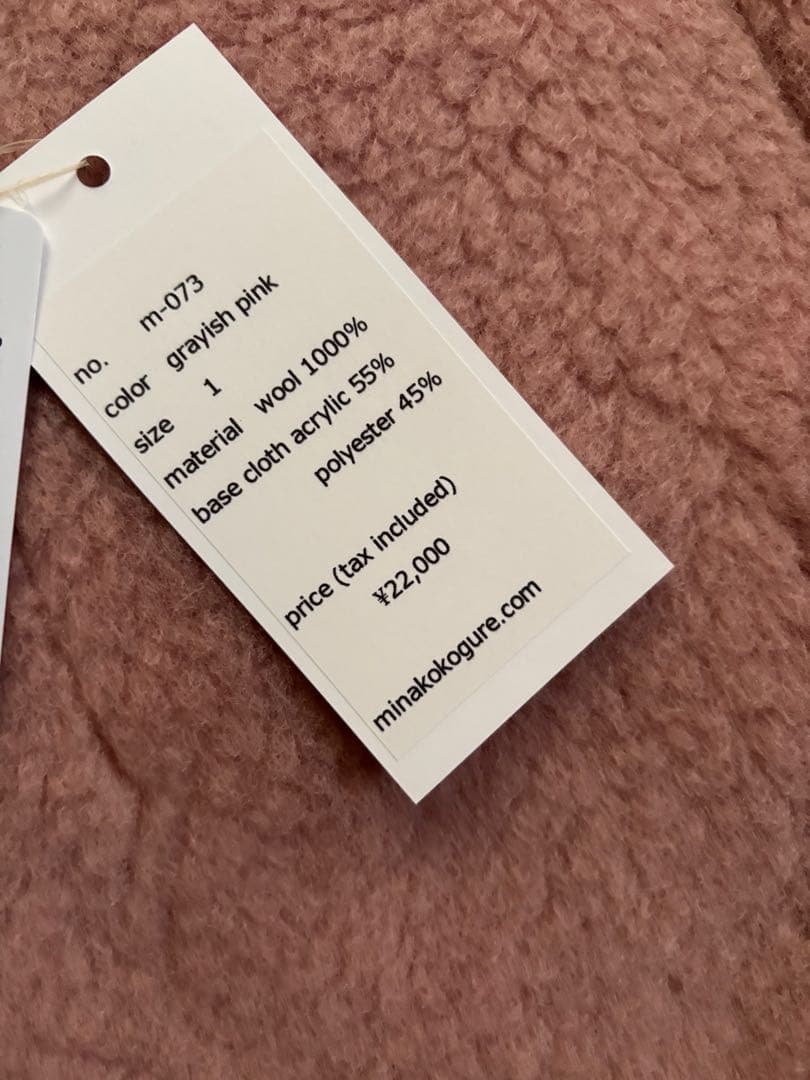 no. m-073
color grayish pink
size 1
material wool 1000%
base cloth acrylic 55%
polyester 45%
price (tax included)
¥22,000
minakokogure.com